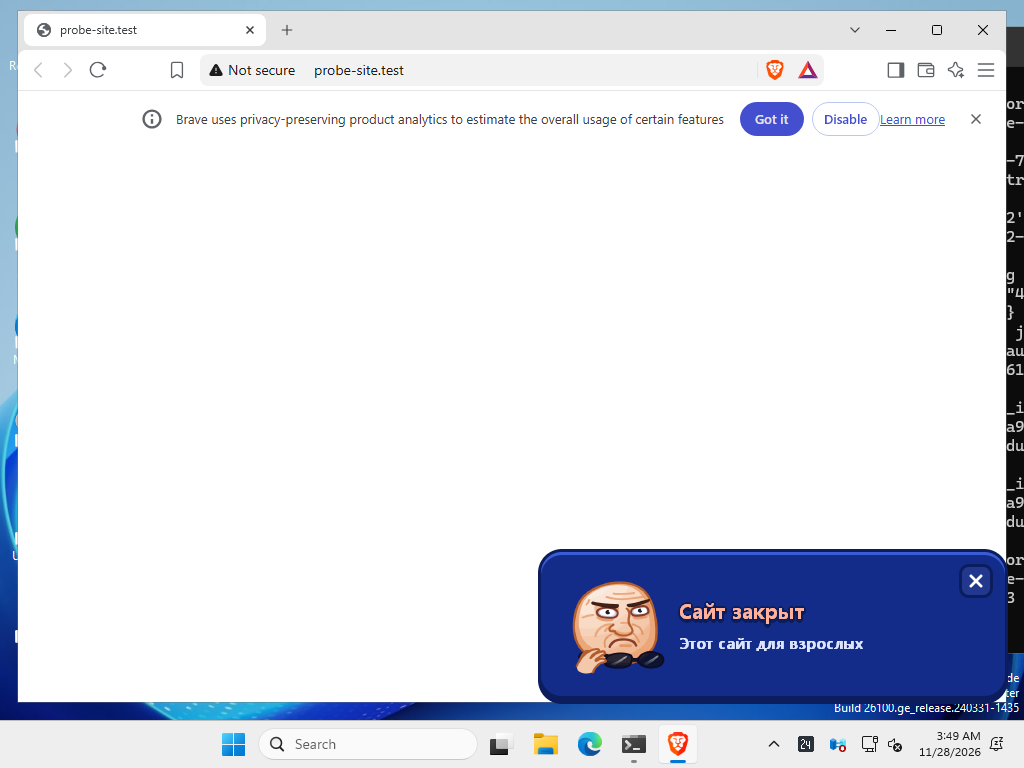 probe-site.test
Not secure probe-site.test
Brave uses privacy-preserving product analytics to estimate the overall usage of certain features Got it Disable Learn more
Сайт закрыт
Этот сайт для взрослых
Build 26100.ge_release.240331-1435
Search
24
3:49 AM
11/28/2026